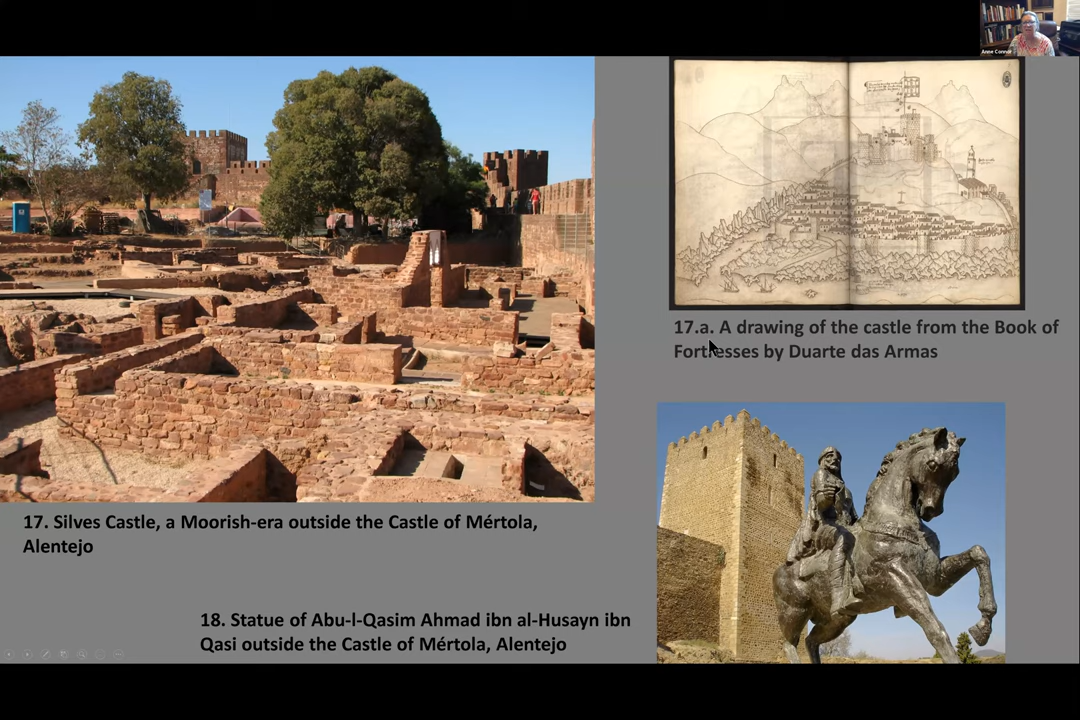 Anne Connor
17.a. A drawing of the castle from the Book of
Fortresses by Duarte das Armas
17. Silves Castle, a Moorish-era outside the Castle of Mértola,
Alentejo
18. Statue of Abu-l-Qasim Ahmad ibn al-Husayn ibn
Qasi outside the Castle of Mértola, Alentejo